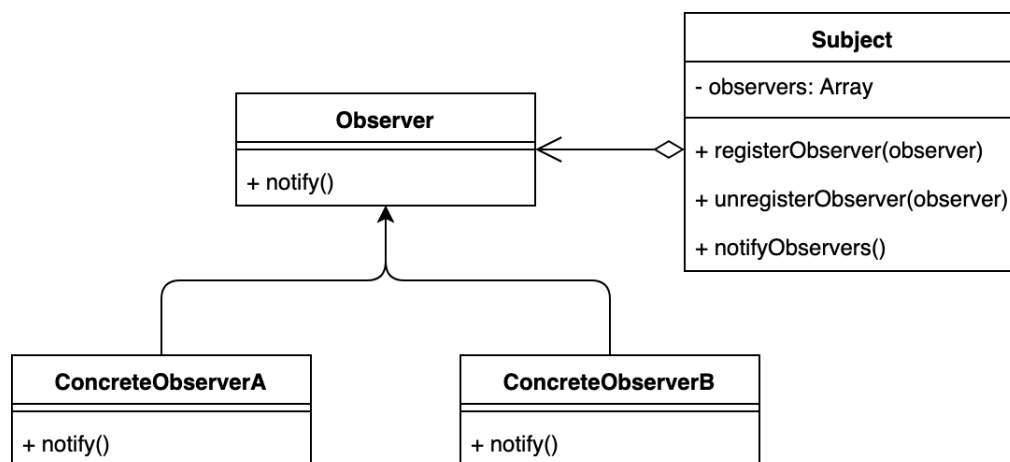 Subject
- observers: Array
+ registerObserver(observer)
+ unregisterObserver(observer)
+ notifyObservers()
Observer
+ notify()
ConcreteObserverA
+ notify()
ConcreteObserverB
+ notify()